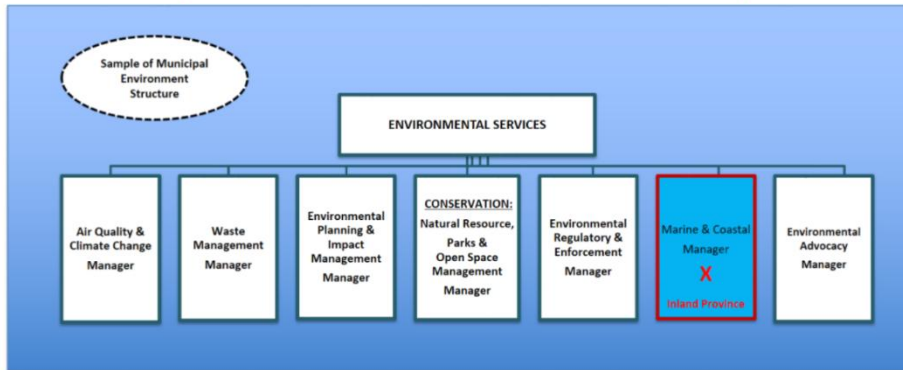 Sample of Municipal
Environment
Structure
ENVIRONMENTAL SERVICES
Air Quality &
Climate Change
Manager
Waste
Management
Manager
Environmental
Planning &
Impact
Management
Manager
CONSERVATION:
Natural Resource,
Parks &
Open Space
Management
Manager
Environmental
Regulatory &
Enforcement
Manager
Marine & Coastal
Manager
X
Inland Province
Environmental
Advocacy
Manager